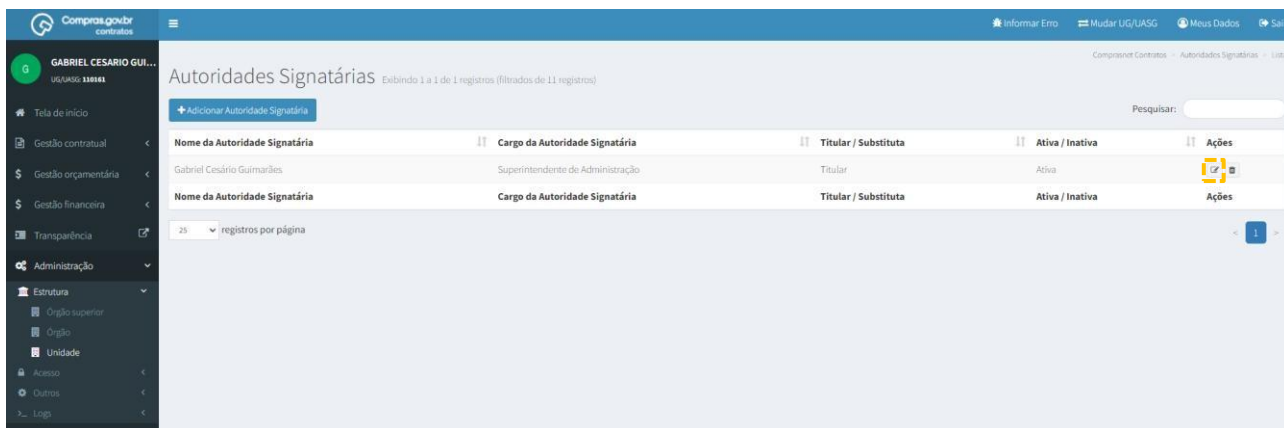 Compras.gov.br
contratos
Informar Erro
Mudar UG/UASG
Meus Dados
Sai
G
GABRIEL CESARIO GUI...
UG/UASG: 110161
Comprasnet Contratos > Autoridades Signatárias > List
Autoridades Signatárias Exibindo 1 a 1 de 1 registros (filtrados de 11 registros)
Adicionar Autoridade Signatária
Pesquisar:
Tela de início
Gestão contratual
Gestão orçamentária
Gestão financeira
Transparência
Administração
Estrutura
Órgão superior
Órgão
Unidade
Acesso
Outros
Logs
Nome da Autoridade Signatária Cargo da Autoridade Signatária Titular / Substituta Ativa / Inativa Ações
Gabriel Cesário Guimarães Superintendente de Administração Titular Ativa
Nome da Autoridade Signatária Cargo da Autoridade Signatária Titular / Substituta Ativa / Inativa Ações
25 registros por página
< 1 >